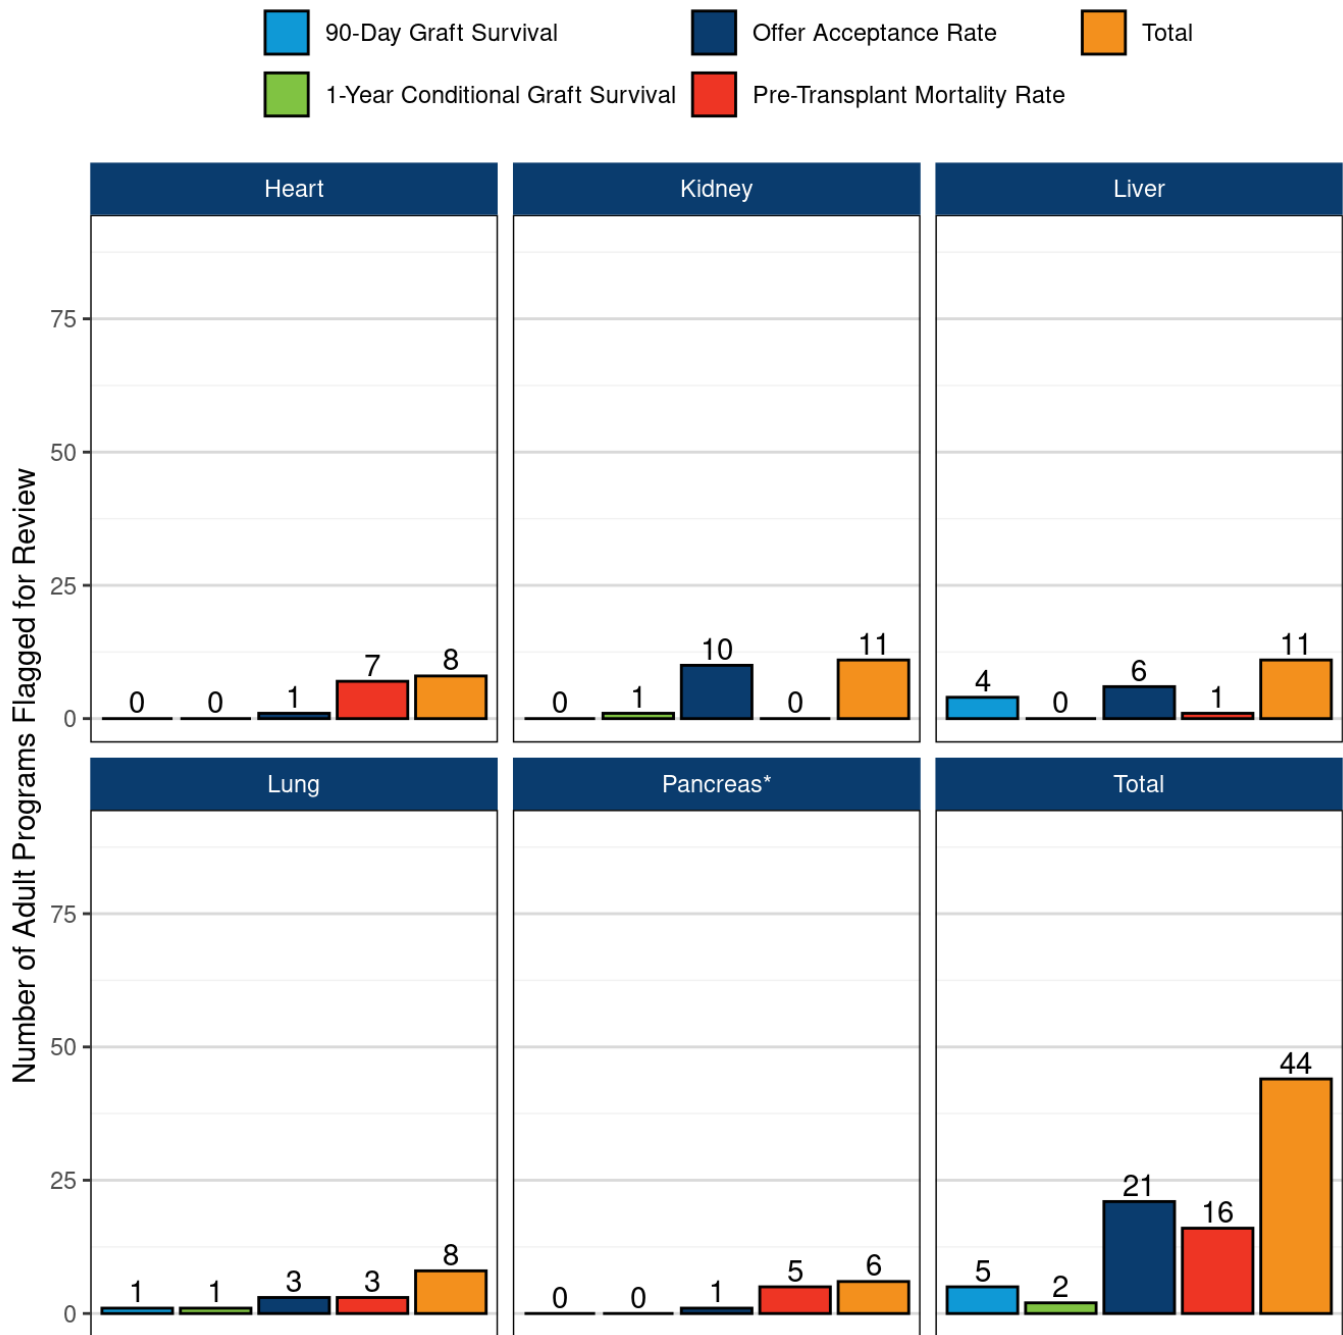 90-Day Graft Survival
Offer Acceptance Rate
Total
1-Year Conditional Graft Survival
Pre-Transplant Mortality Rate
Number of Adult Programs Flagged for Review
Heart
Kidney
Liver
75
50
25
0
0 0 1 7 8
0 1 10 0 11
4 0 6 1 11
Lung
Pancreas*
Total
75
50
25
0
1 1 3 3 8
0 0 1 5 6
5 2 21 16 44